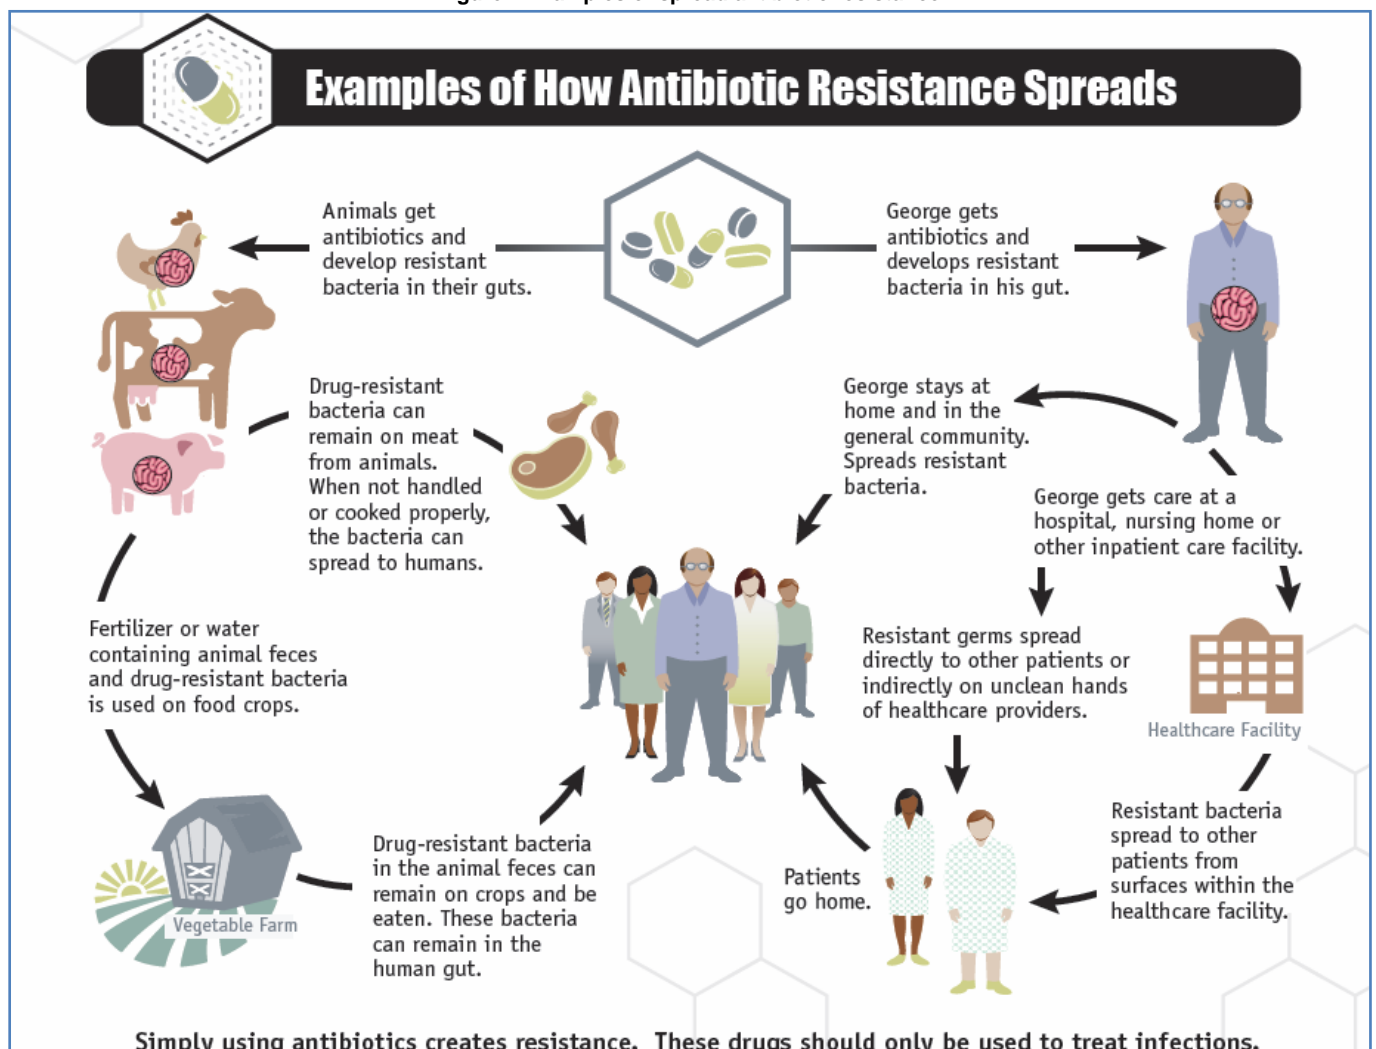 Examples of How Antibiotic Resistance Spreads
Animals get
antibiotics and
develop resistant
bacteria in their guts.
George gets
antibiotics and
develops resistant
bacteria in his gut.
Drug-resistant
bacteria can
remain on meat
from animals.
When not handled
or cooked properly,
the bacteria can
spread to humans.
George stays at
home and in the
general community.
Spreads resistant
bacteria.
George gets care at a
hospital, nursing home or
other inpatient care facility.
Fertilizer or water
containing animal feces
and drug-resistant bacteria
is used on food crops.
Resistant germs spread
directly to other patients or
indirectly on unclean hands
of healthcare providers.
Healthcare Facility
Vegetable Farm
Drug-resistant bacteria
in the animal feces can
remain on crops and be
eaten. These bacteria
can remain in the
human gut.
Patients
go home.
Resistant bacteria
spread to other
patients from
surfaces within the
healthcare facility.
Simply using antibiotics creates resistance. These drugs should only be used to treat infections.